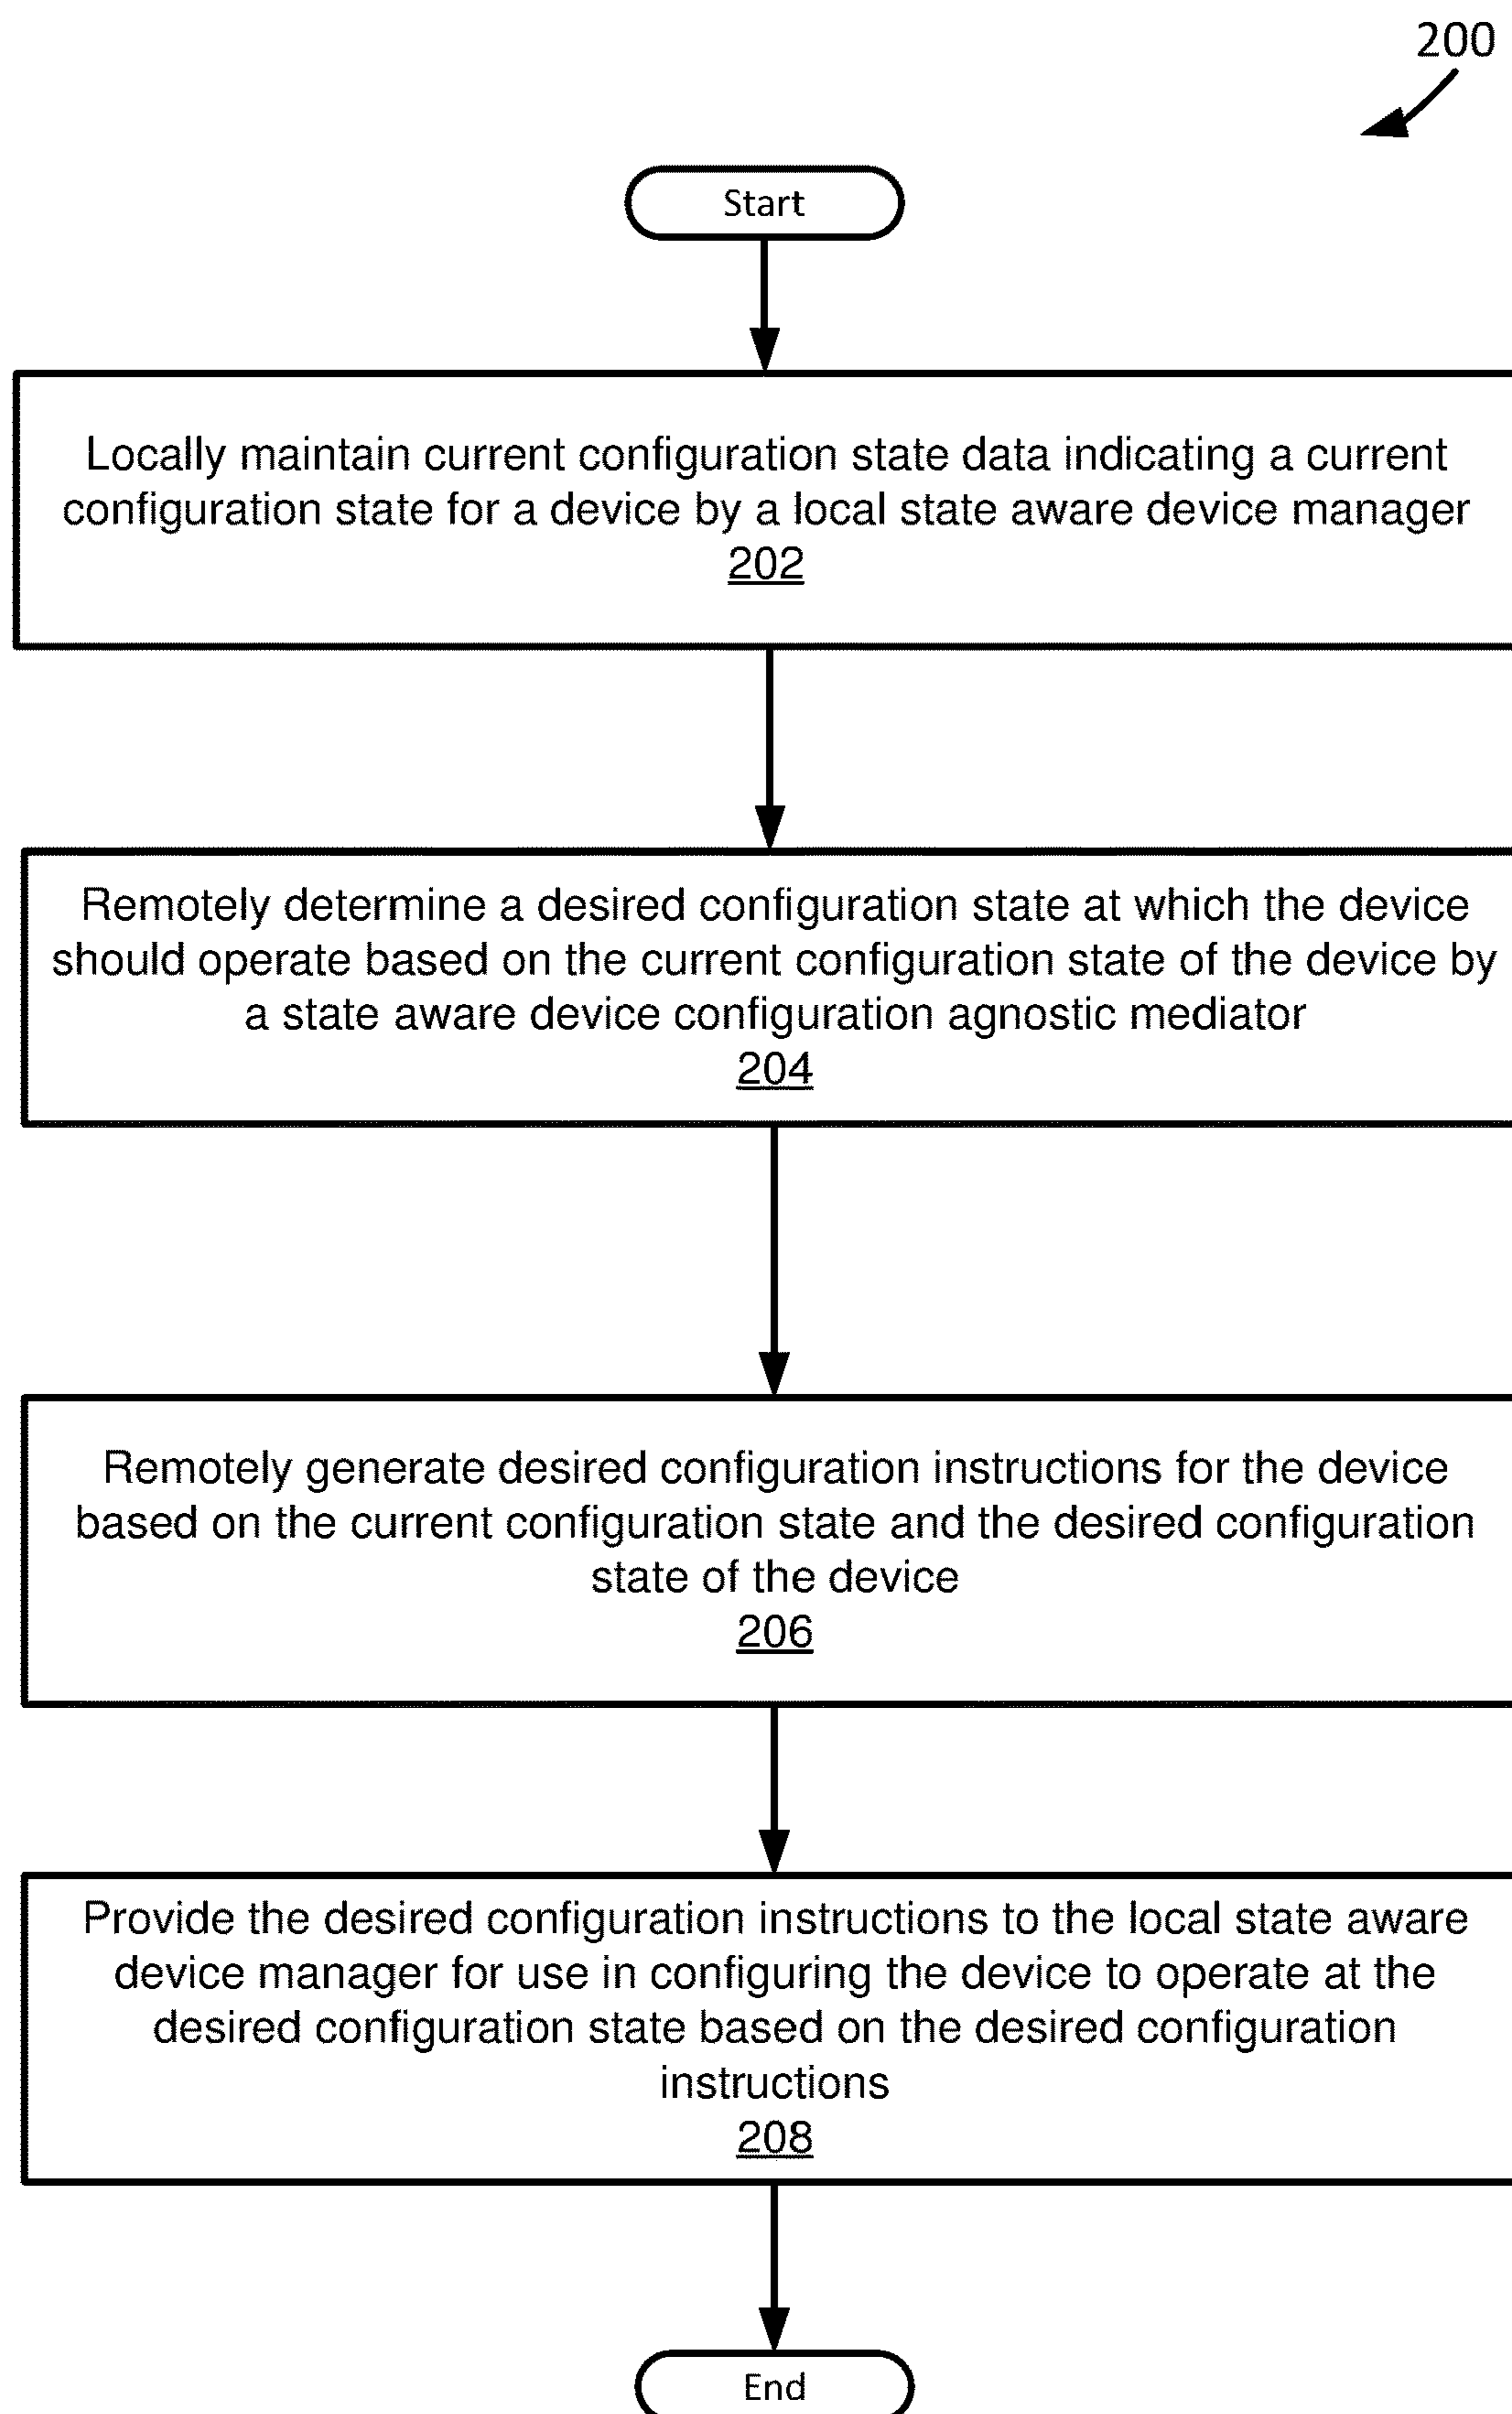 200
Start
Locally maintain current configuration state data indicating a current
configuration state for a device by a local state aware device manager
202
Remotely determine a desired configuration state at which the device
should operate based on the current configuration state of the device by
a state aware device configuration agnostic mediator
204
Remotely generate desired configuration instructions for the device
based on the current configuration state and the desired configuration
state of the device
206
Provide the desired configuration instructions to the local state aware
device manager for use in configuring the device to operate at the
desired configuration state based on the desired configuration
instructions
208
End